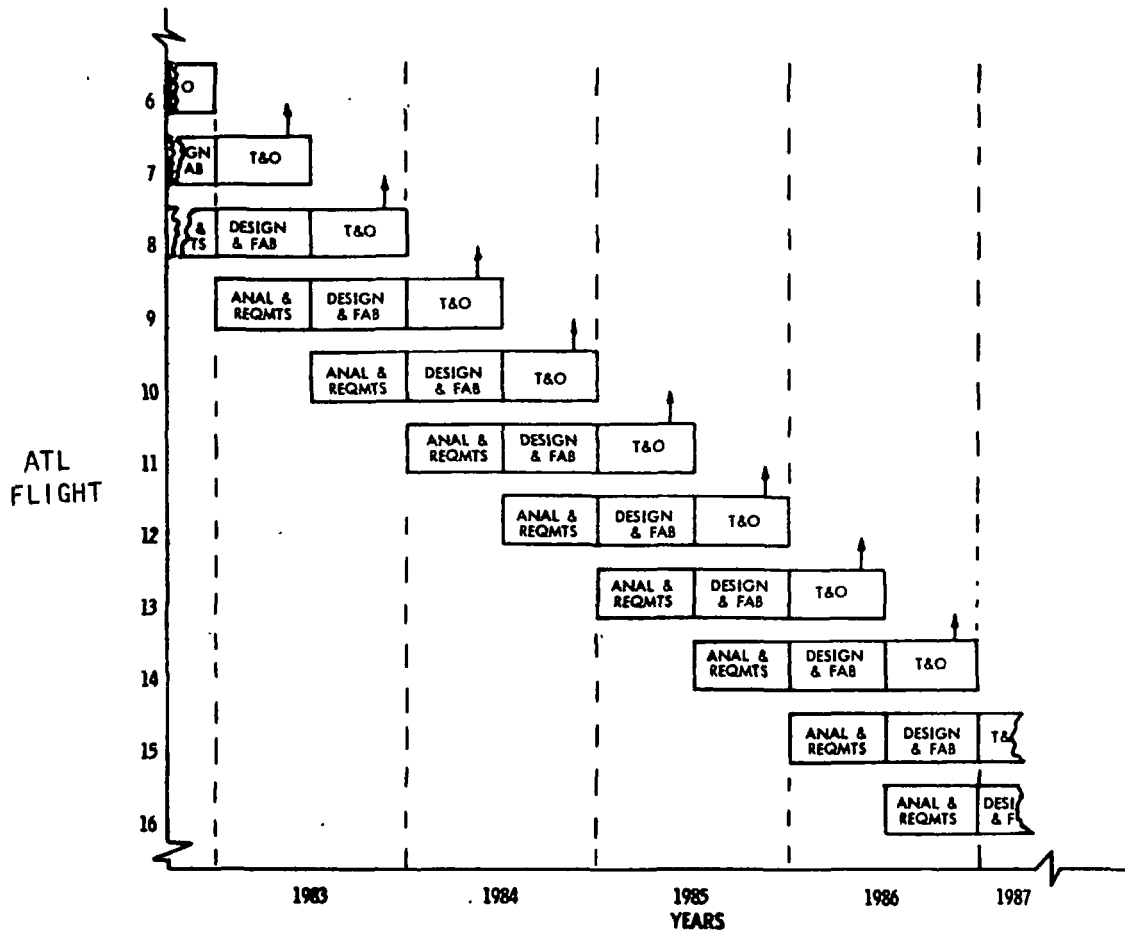 6
O
7
GN
AB
T&O
8
&
TS
DESIGN
& FAB
T&O
9
ANAL &
REQMTS
DESIGN
& FAB
T&O
10
ANAL &
REQMTS
DESIGN
& FAB
T&O
ATL
FLIGHT
11
ANAL &
REQMTS
DESIGN
& FAB
T&O
12
ANAL &
REQMTS
DESIGN
& FAB
T&O
13
ANAL &
REQMTS
DESIGN
& FAB
T&O
14
ANAL &
REQMTS
DESIGN
& FAB
T&O
15
ANAL &
REQMTS
DESIGN
& FAB
T&
16
ANAL &
REQMTS
DESI
& F
1983
1984
1985
1986
1987
YEARS